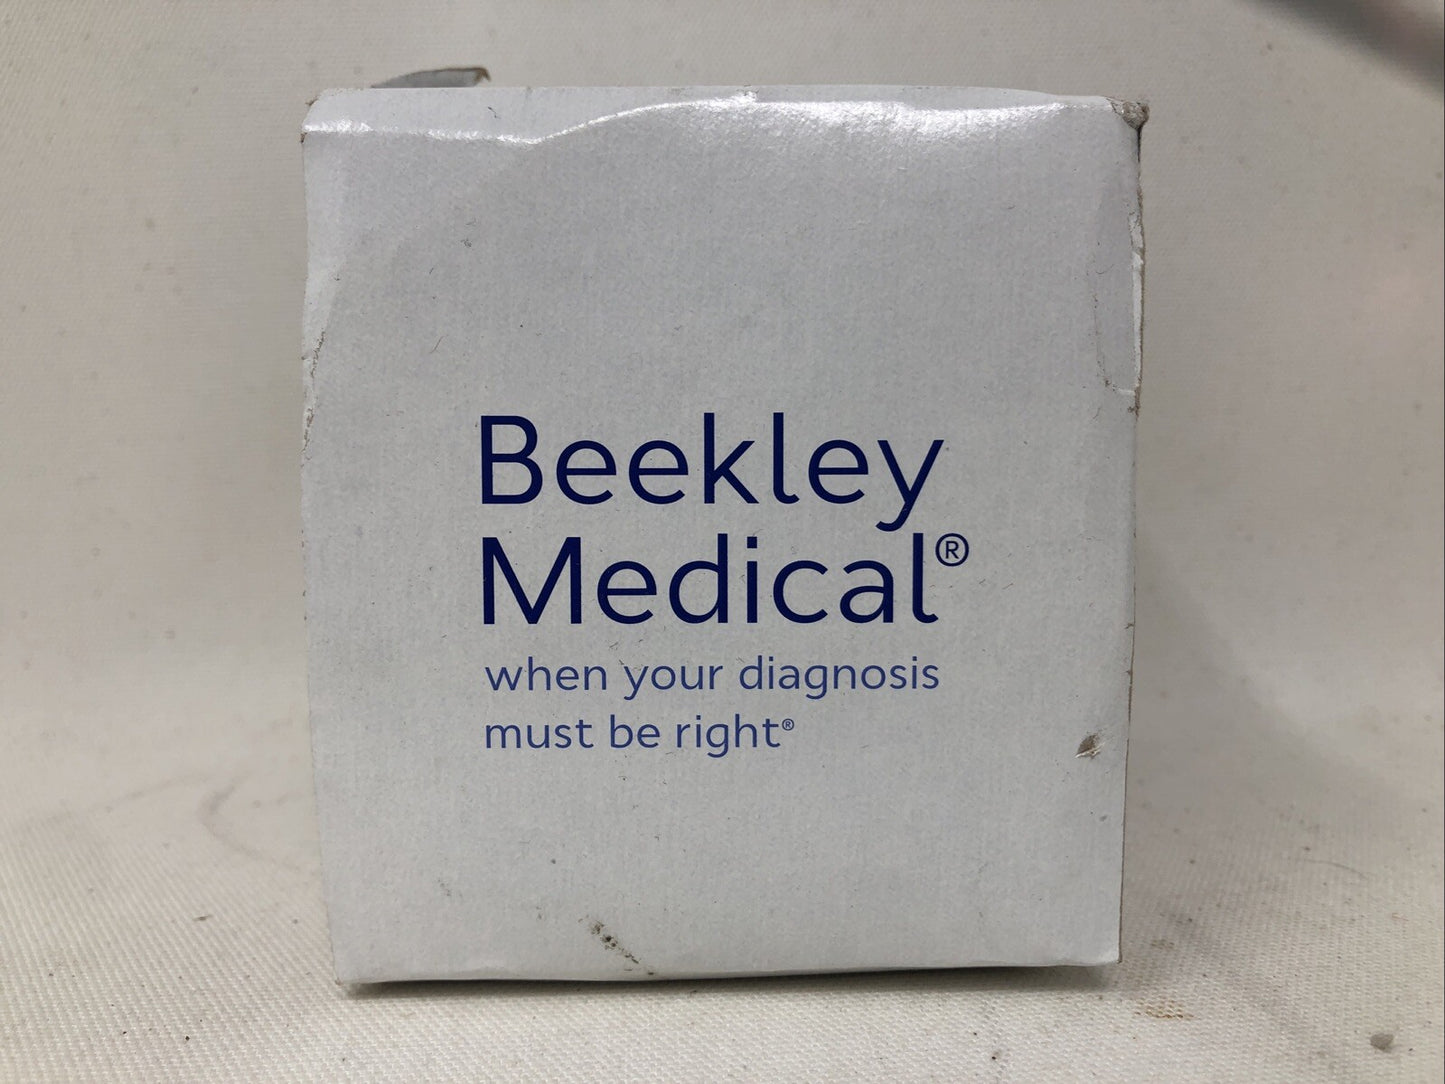 Beekley
Medical®
when your diagnosis
must be right®